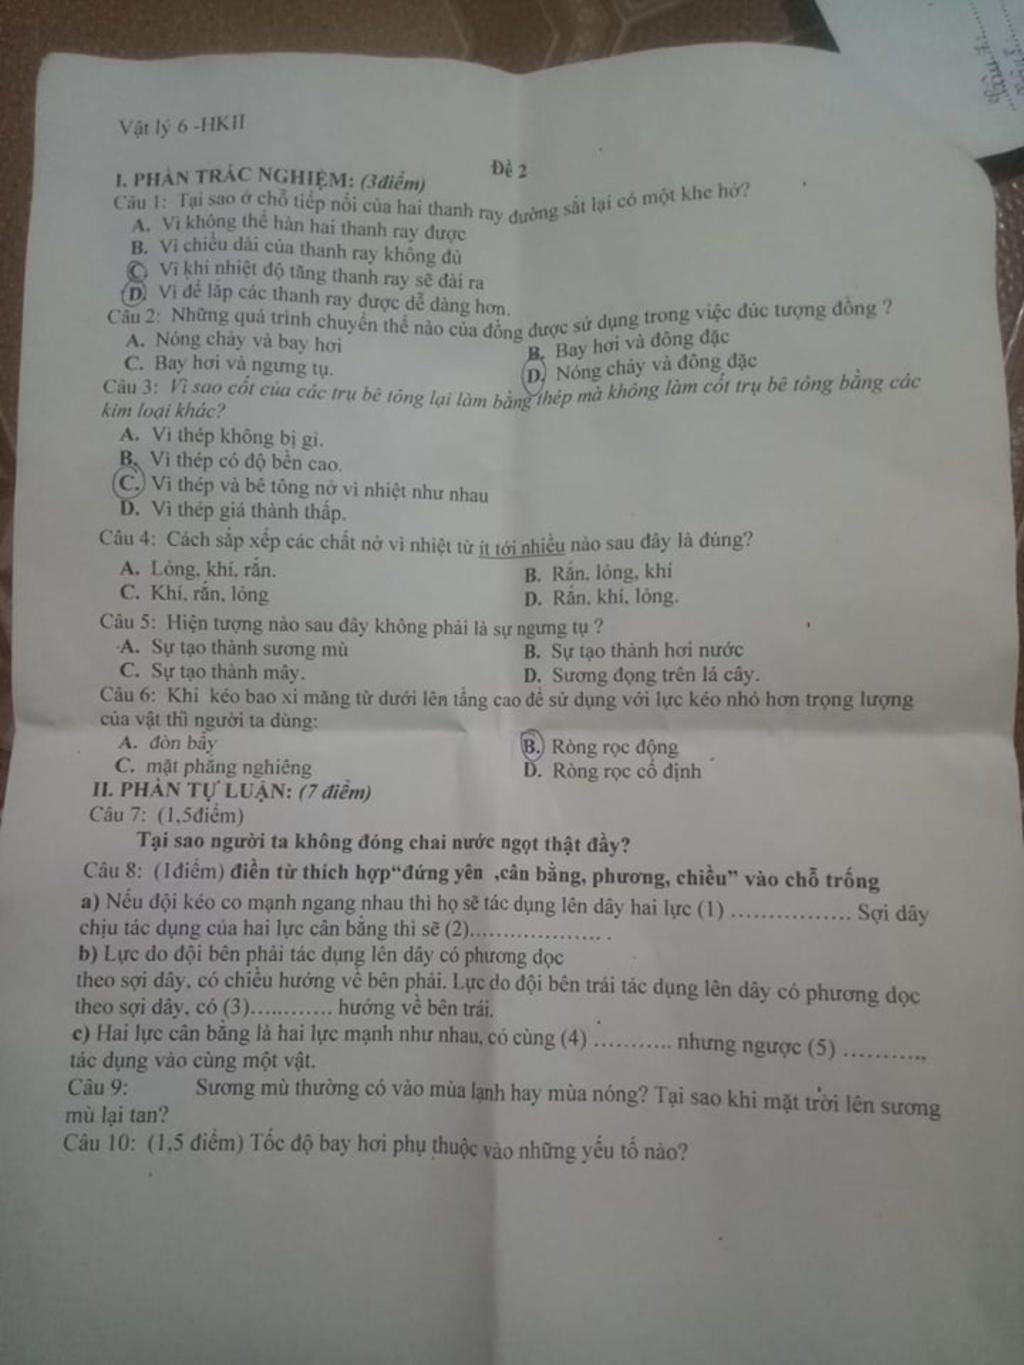 Vật lý 6 -HKII
Đề 2
I. PHẦN TRẮC NGHIỆM: (3điểm)
Câu 1: Tại sao ở chỗ tiếp nối của hai thanh ray đường sắt lại có một khe hở?
A. Vì không thể hàn hai thanh ray được
B. Vì chiều dài của thanh ray không đủ
C. Vì khi nhiệt độ tăng thanh ray sẽ dài ra
D. Vì để lắp các thanh ray được dễ dàng hơn.
Câu 2: Những quá trình chuyển thể nào của đồng được sử dụng trong việc đúc tượng đồng ?
A. Nóng chảy và bay hơi
B. Bay hơi và đông đặc
C. Bay hơi và ngưng tụ.
D. Nóng chảy và đông đặc
Câu 3: Vì sao cốt của các trụ bê tông lại làm bằng thép mà không làm cốt trụ bê tông bằng các
kim loại khác?
A. Vì thép không bị gỉ.
B. Vì thép có độ bền cao.
C. Vì thép và bê tông nở vì nhiệt như nhau
D. Vì thép giá thành thấp.
Câu 4: Cách sắp xếp các chất nở vì nhiệt từ ít tới nhiều nào sau đây là đúng?
A. Lỏng, khí, rắn.
B. Rắn, lỏng, khí
C. Khí, rắn, lỏng
D. Rắn, khí, lỏng.
Câu 5: Hiện tượng nào sau đây không phải là sự ngưng tụ ?
A. Sự tạo thành sương mù
B. Sự tạo thành hơi nước
C. Sự tạo thành mây.
D. Sương đọng trên lá cây.
Câu 6: Khi kéo bao xi măng từ dưới lên tầng cao để sử dụng với lực kéo nhỏ hơn trọng lượng
của vật thì người ta dùng:
A. đòn bẩy
B. Ròng rọc động
C. mặt phẳng nghiêng
D. Ròng rọc cố định
II. PHẦN TỰ LUẬN: (7 điểm)
Câu 7: (1,5điểm)
Tại sao người ta không đóng chai nước ngọt thật đầy?
Câu 8: (1điểm) điền từ thích hợp“đứng yên ,cân bằng, phương, chiều” vào chỗ trống
a) Nếu đội kéo co mạnh ngang nhau thì họ sẽ tác dụng lên dây hai lực (1) ................ Sợi dây
chịu tác dụng của hai lực cân bằng thì sẽ (2)................... .
b) Lực do đội bên phải tác dụng lên dây có phương dọc
theo sợi dây, có chiều hướng về bên phải. Lực do đội bên trái tác dụng lên dây có phương dọc
theo sợi dây, có (3)........... hướng về bên trái.
c) Hai lực cân bằng là hai lực mạnh như nhau, có cùng (4) .......... nhưng ngược (5) ...........,
tác dụng vào cùng một vật.
Câu 9: Sương mù thường có vào mùa lạnh hay mùa nóng? Tại sao khi mặt trời lên sương
mù lại tan?
Câu 10: (1,5 điểm) Tốc độ bay hơi phụ thuộc vào những yếu tố nào?